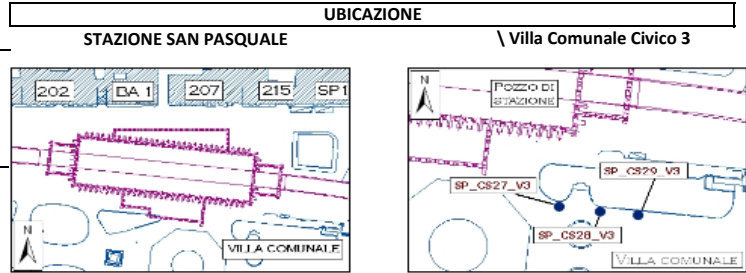 UBICAZIONE
STAZIONE SAN PASQUALE
\ Villa Comunale Civico 3
202
BA 1
207
215
SP1
N
VILLA COMUNALE
N
POZZO DI
STAZIONE
SP_CS29_V3
SP_CS27_V3
SP_CS28_V3
VILLA COMUNALE